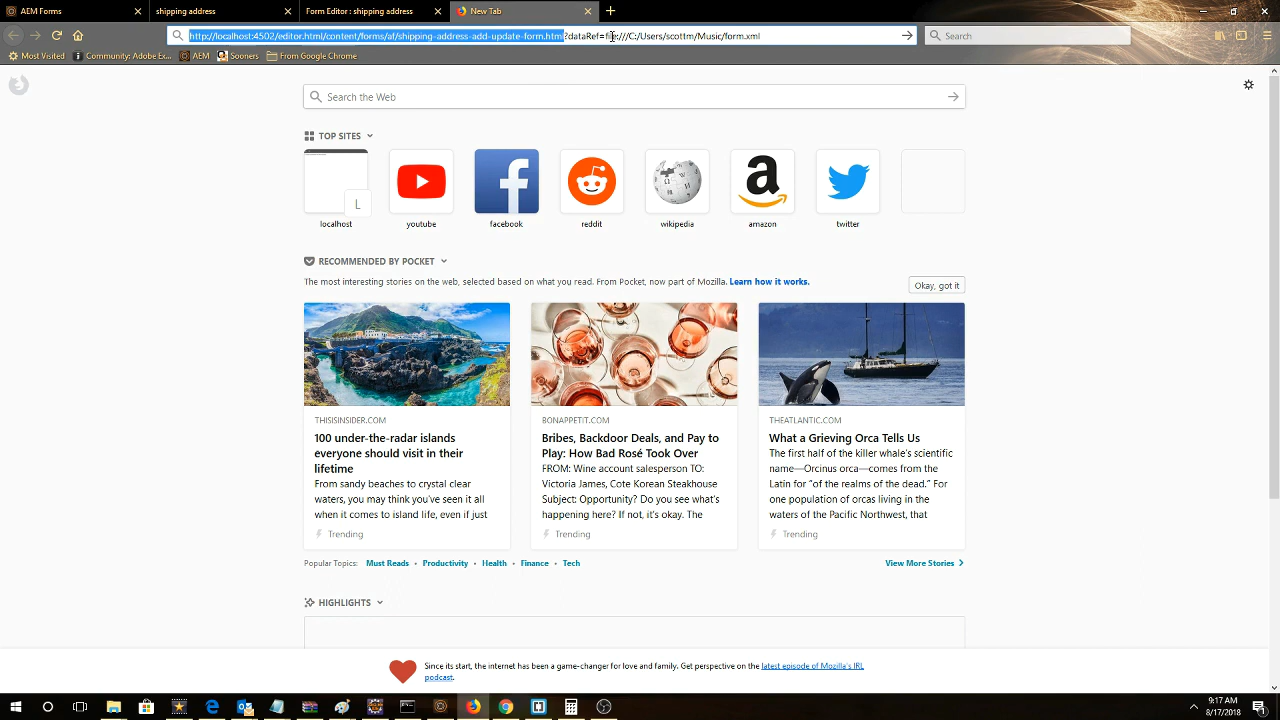 AEM Forms
shipping address
Form Editor : shipping address
New Tab
http://localhost:4502/editor.html/content/forms/af/shipping-address-add-update-form.html?dataRef=file:///C:/Users/scottm/Music/form.xml
Search
Most Visited
Community: Adobe Ex...
AEM
Sooners
From Google Chrome
Search the Web
TOP SITES
L
localhost
youtube
facebook
reddit
wikipedia
amazon
twitter
RECOMMENDED BY POCKET
The most interesting stories on the web, selected based on what you read. From Pocket, now part of Mozilla. Learn how it works.
Okay, got it
THISISINSIDER.COM
100 under-the-radar islands
everyone should visit in their
lifetime
From sandy beaches to crystal clear
waters, you may think you've seen it all
when it comes to island life, even if just
Trending
BONAPPETIT.COM
Bribes, Backdoor Deals, and Pay to
Play: How Bad Rosé Took Over
FROM: Wine account salesperson TO:
Victoria James, Cote Korean Steakhouse
Subject: Opportunity? Do you see what's
happening here? If not, it's okay. The
Trending
THEATLANTIC.COM
What a Grieving Orca Tells Us
The first half of the killer whale's scientific
name—Orcinus orca—comes from the
Latin for “of the realms of the dead.” For
one population of orcas living in the
waters of the Pacific Northwest, that
Trending
Popular Topics: Must Reads • Productivity • Health • Finance • Tech
View More Stories
HIGHLIGHTS
Since its start, the internet has been a game-changer for love and family. Get perspective on the latest episode of Mozilla's IRL
podcast.
9:17 AM
8/17/2018